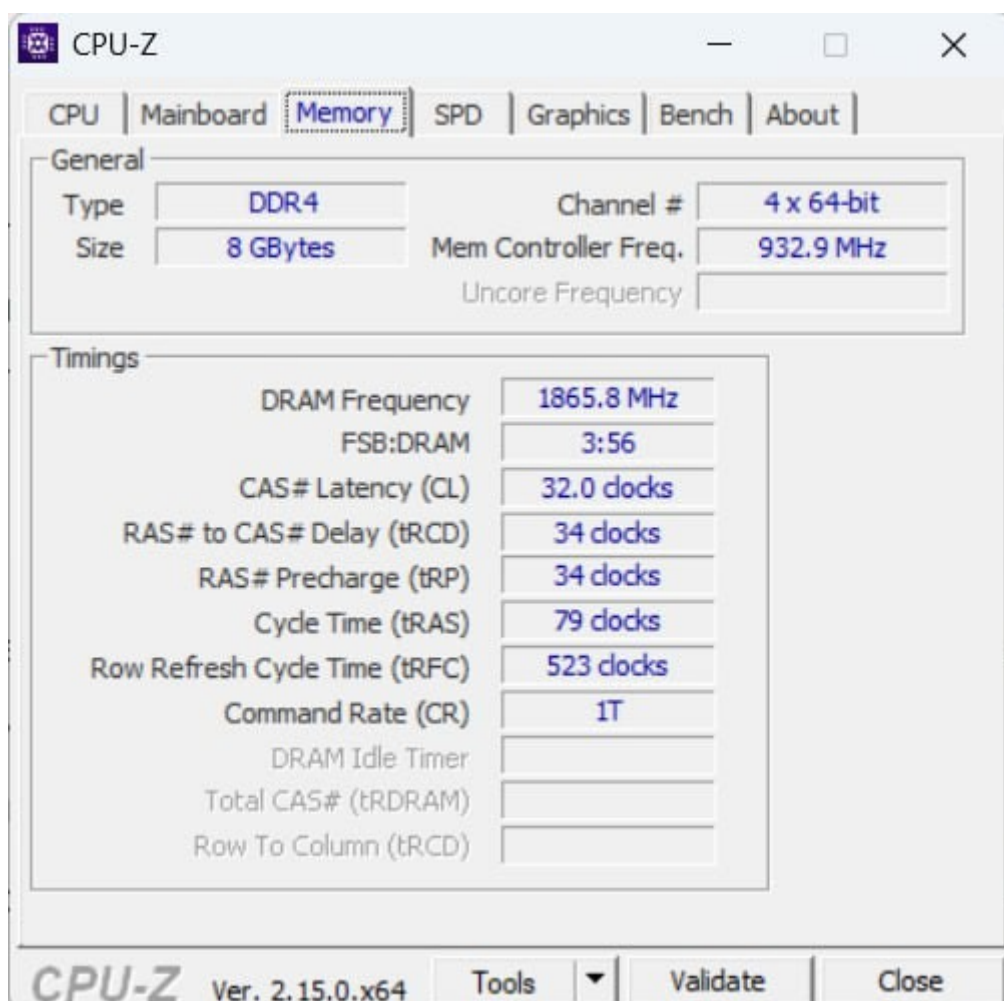 CPU-Z
CPU Mainboard Memory SPD Graphics Bench About
General
Type DDR4 Channel # 4 x 64-bit
Size 8 GBytes Mem Controller Freq. 932.9 MHz
Uncore Frequency
Timings
DRAM Frequency 1865.8 MHz
FSB:DRAM 3:56
CAS# Latency (CL) 32.0 clocks
RAS# to CAS# Delay (tRCD) 34 clocks
RAS# Precharge (tRP) 34 clocks
Cycle Time (tRAS) 79 clocks
Row Refresh Cycle Time (tRFC) 523 clocks
Command Rate (CR) 1T
DRAM Idle Timer
Total CAS# (tRDRAM)
Row To Column (tRCD)
CPU-Z Ver. 2.15.0.x64 Tools Validate Close